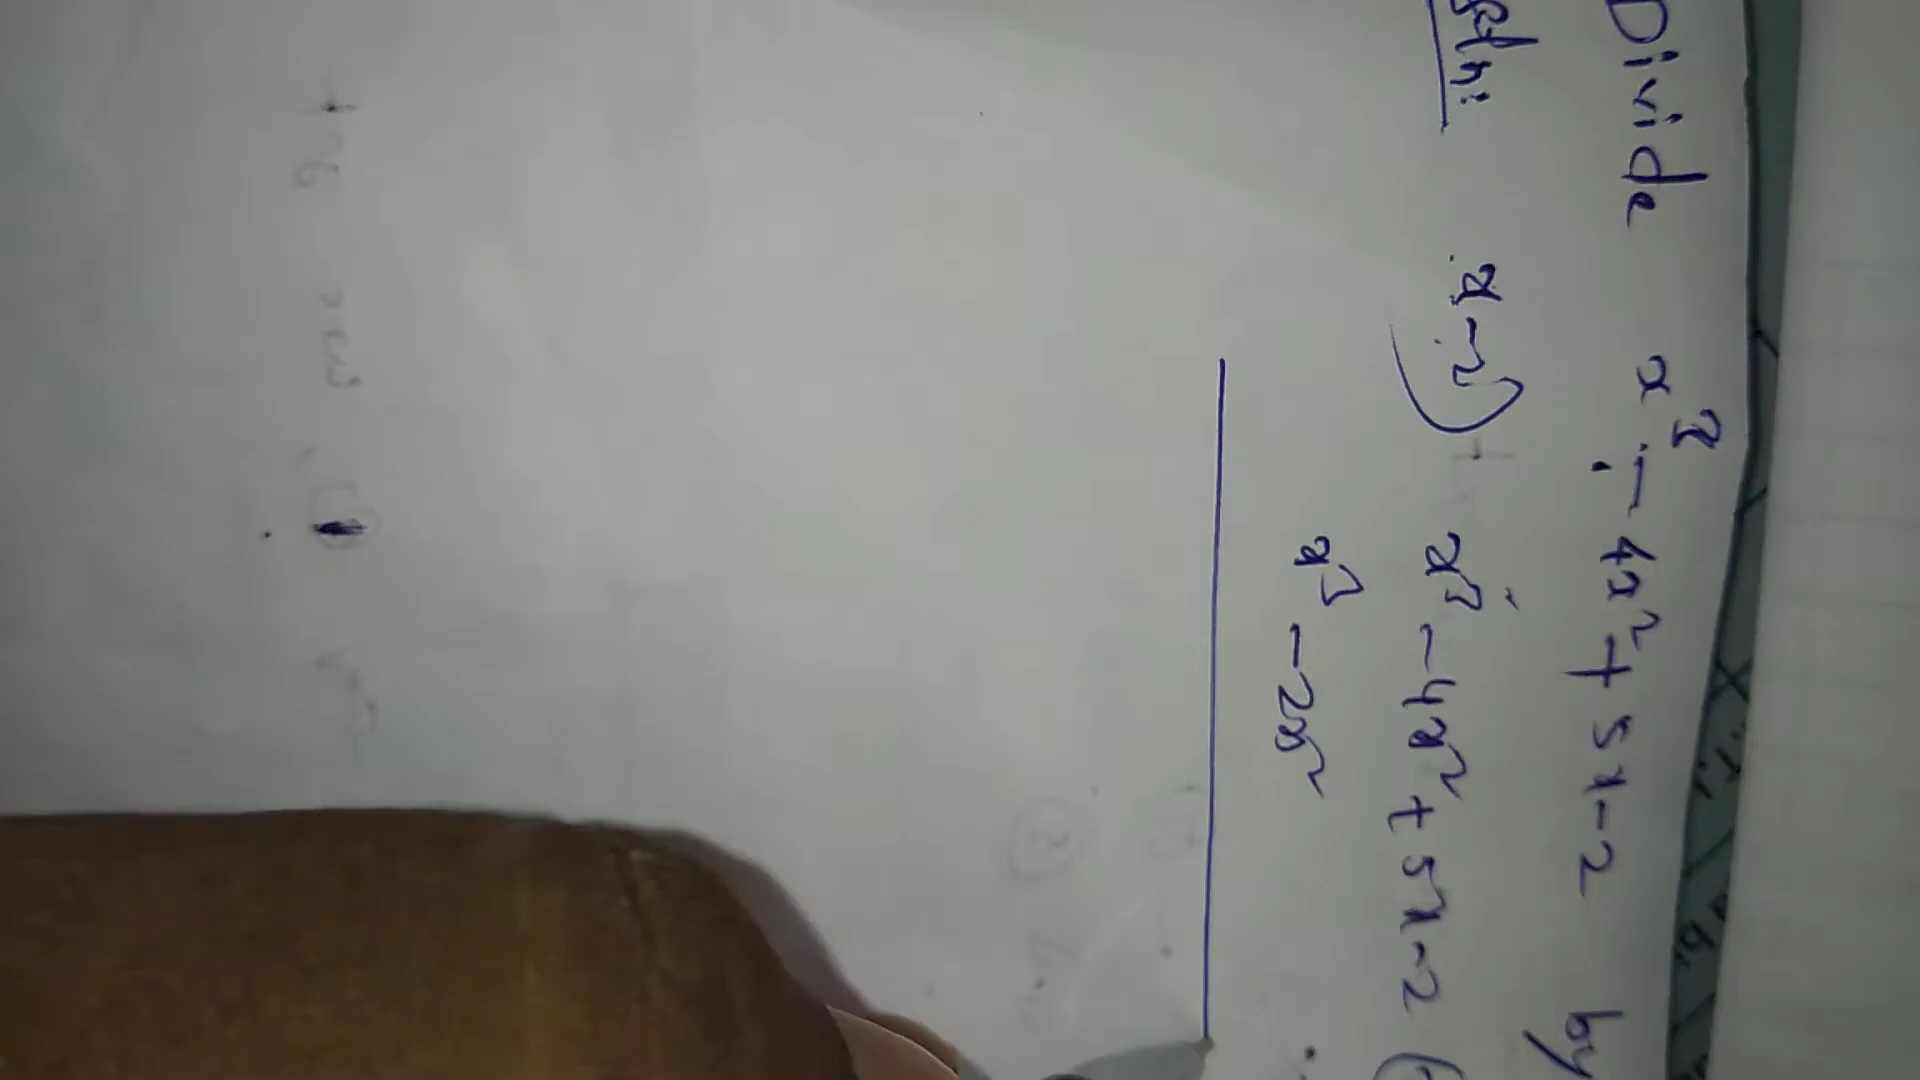 Divide x³ - 4x² + 5x - 2 by
Soln:
x-2) x³ - 4x² + 5x - 2 (
x³ - 2x²